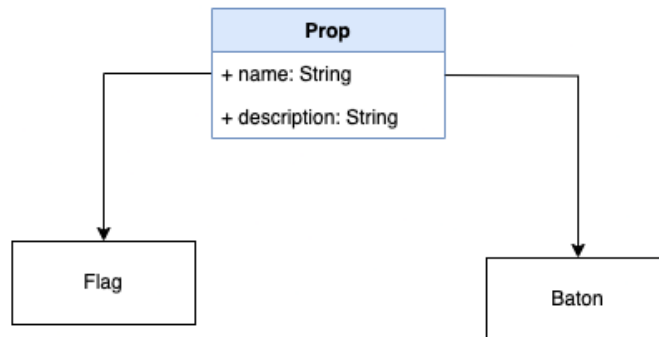 Prop
+ name: String
+ description: String
Flag
Baton